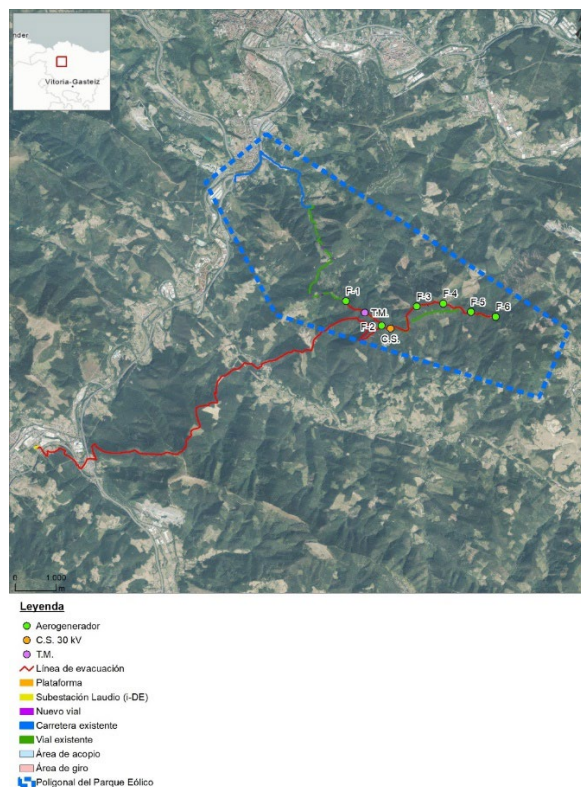 nder
Vitoria-Gasteiz
F-1
T.M.
F-2
C.S.
F-3
F-4
F-5
F-6
0 1.000
m
Leyenda
Aerogenerador
C.S. 30 kV
T.M.
Línea de evacuación
Plataforma
Subestación Laudio (i-DE)
Nuevo vial
Carretera existente
Vial existente
Área de acopio
Área de giro
Poligonal del Parque Eólico